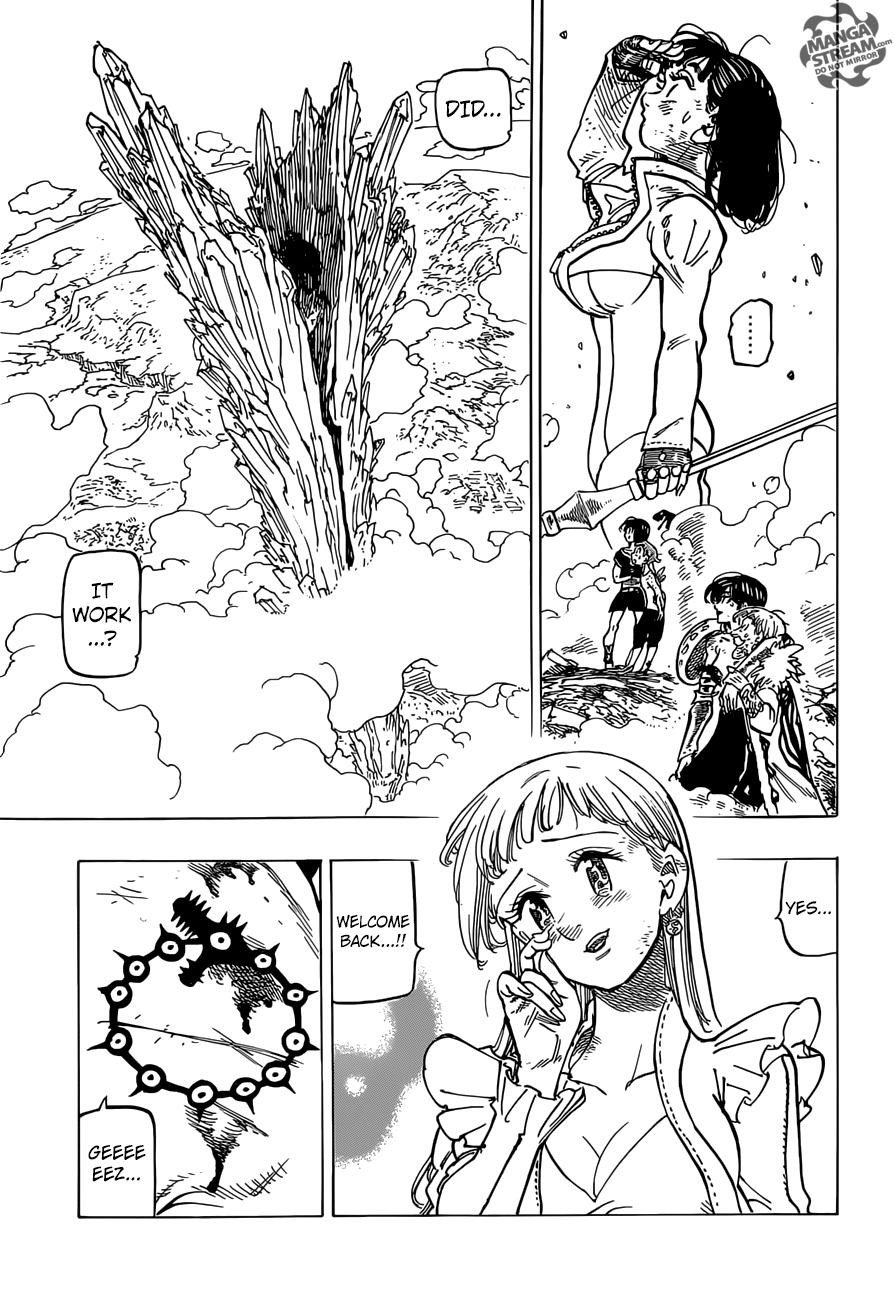 MANGA
STREAM.com
DO NOT MIRROR
........
DID...
IT
WORK
...?
YES...
WELCOME
BACK...!!
GEEEE
EEZ...